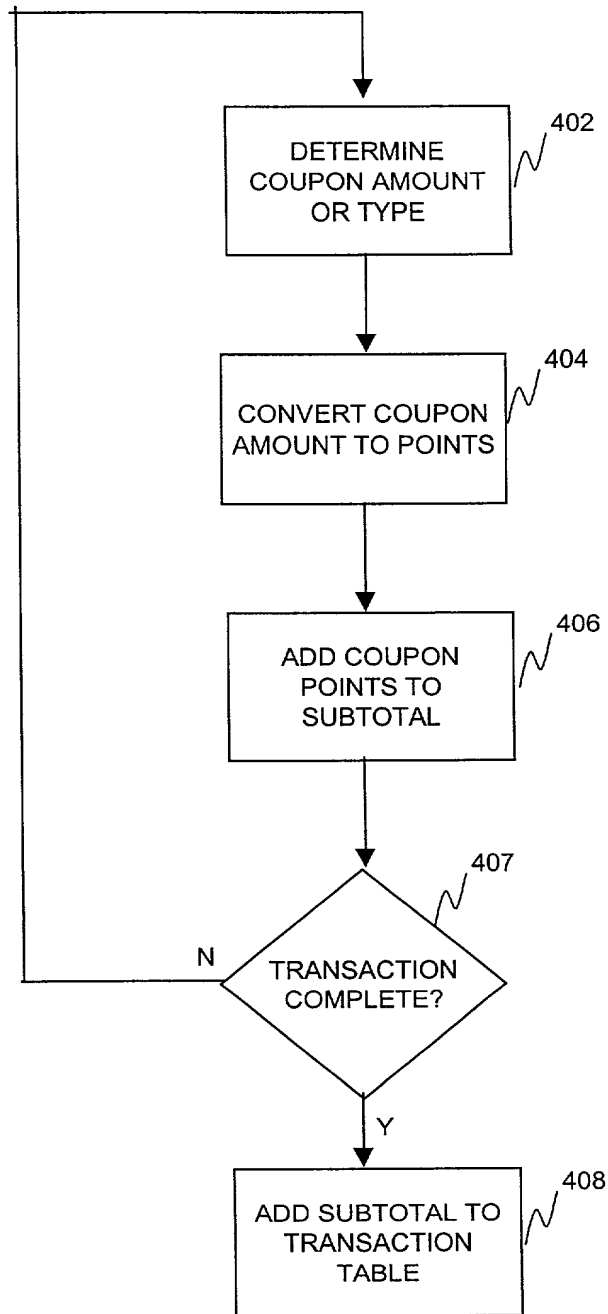 402
DETERMINE
COUPON AMOUNT
OR TYPE
404
CONVERT COUPON
AMOUNT TO POINTS
406
ADD COUPON
POINTS TO
SUBTOTAL
407
N
TRANSACTION
COMPLETE?
Y
408
ADD SUBTOTAL TO
TRANSACTION
TABLE